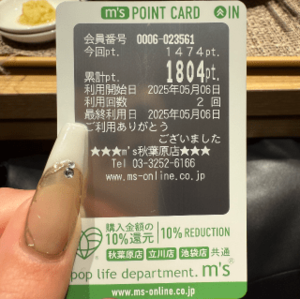 m's POINT CARD IN
会員番号 0006-023561
今回pt. 1474pt.
累計pt. 1804pt.
利用開始日 2025年05月06日
利用回数 2 回
最終利用日 2025年05月06日
ご利用ありがとう
ございました
★★★m's秋葉原店★★★
Tel 03-3252-6166
www.ms-online.co.jp
購入金額の
10%還元 10% REDUCTION
秋葉原店 立川店 池袋店 共通
pop life department. m's
www.ms-online.co.jp